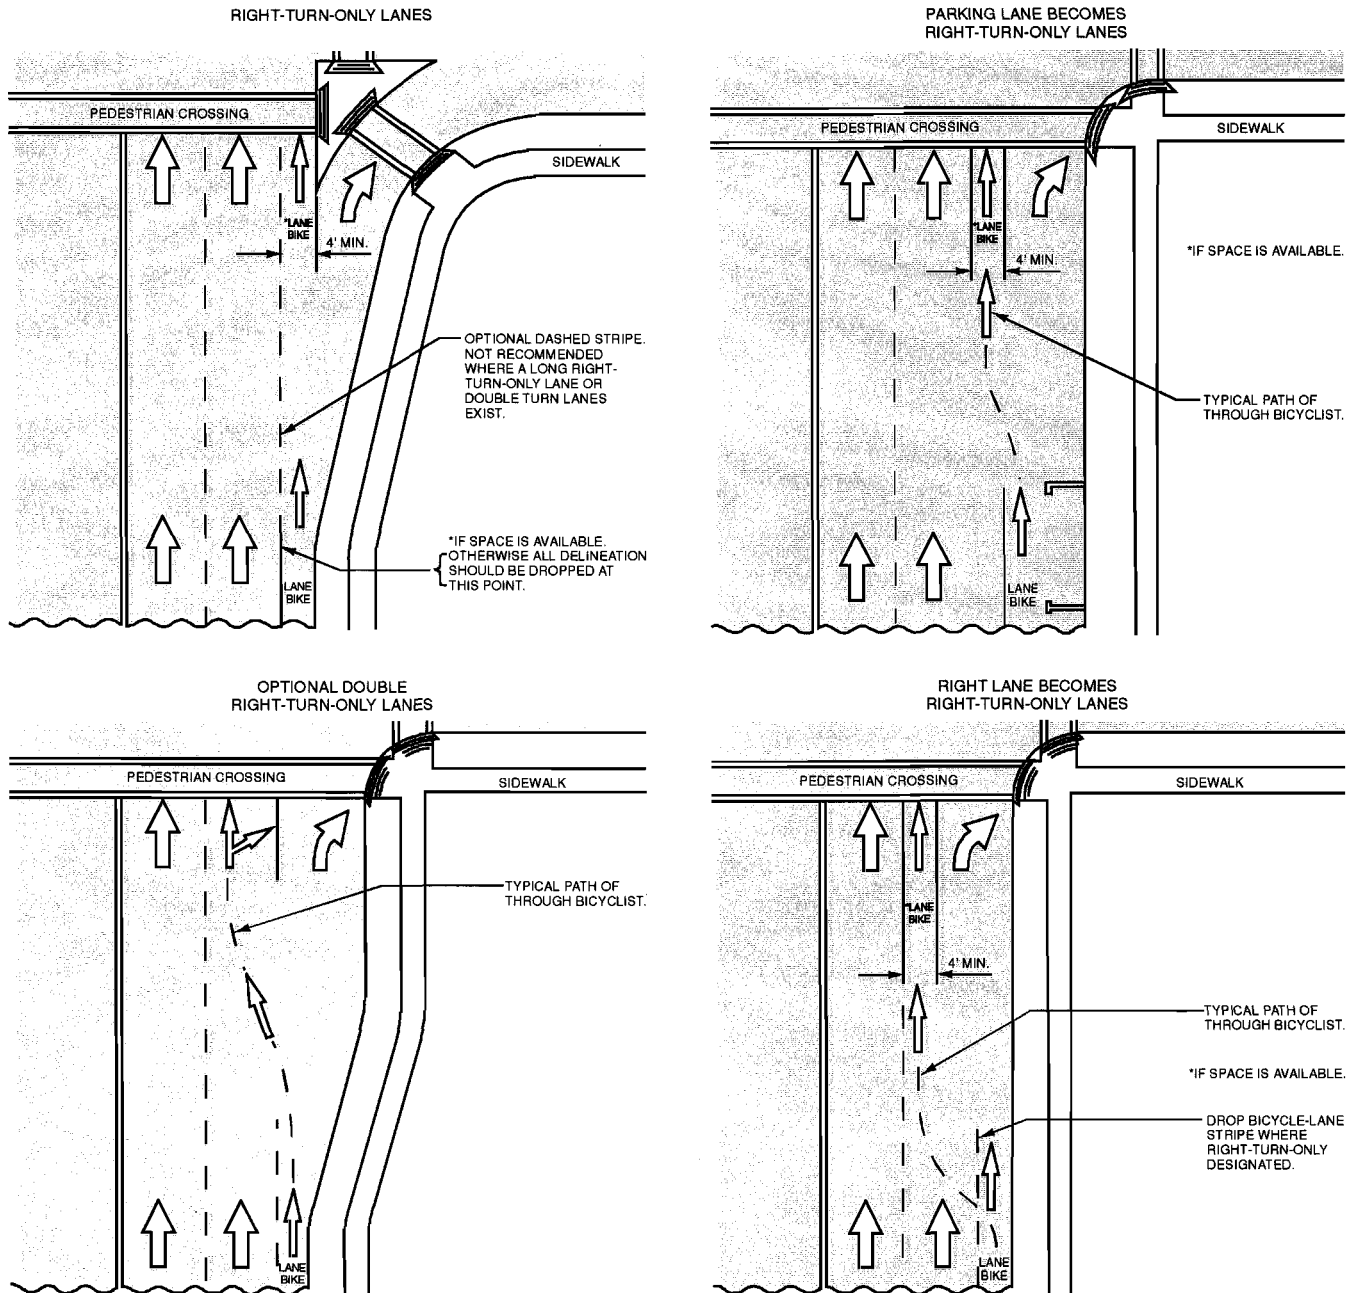 RIGHT-TURN-ONLY LANES
PEDESTRIAN CROSSING
SIDEWALK
*LANE
BIKE
4' MIN.
OPTIONAL DASHED STRIPE.
NOT RECOMMENDED
WHERE A LONG RIGHT-
TURN-ONLY LANE OR
DOUBLE TURN LANES
EXIST.
*IF SPACE IS AVAILABLE.
OTHERWISE ALL DELINEATION
SHOULD BE DROPPED AT
THIS POINT.
LANE
BIKE
PARKING LANE BECOMES
RIGHT-TURN-ONLY LANES
PEDESTRIAN CROSSING
SIDEWALK
*LANE
BIKE
*IF SPACE IS AVAILABLE.
4' MIN.
TYPICAL PATH OF
THROUGH BICYCLIST.
LANE
BIKE
OPTIONAL DOUBLE
RIGHT-TURN-ONLY LANES
PEDESTRIAN CROSSING
SIDEWALK
TYPICAL PATH OF
THROUGH BICYCLIST.
LANE
BIKE
RIGHT LANE BECOMES
RIGHT-TURN-ONLY LANES
PEDESTRIAN CROSSING
SIDEWALK
*LANE
BIKE
4' MIN.
TYPICAL PATH OF
THROUGH BICYCLIST.
*IF SPACE IS AVAILABLE.
DROP BICYCLE-LANE
STRIPE WHERE
RIGHT-TURN-ONLY
DESIGNATED.
LANE
BIKE